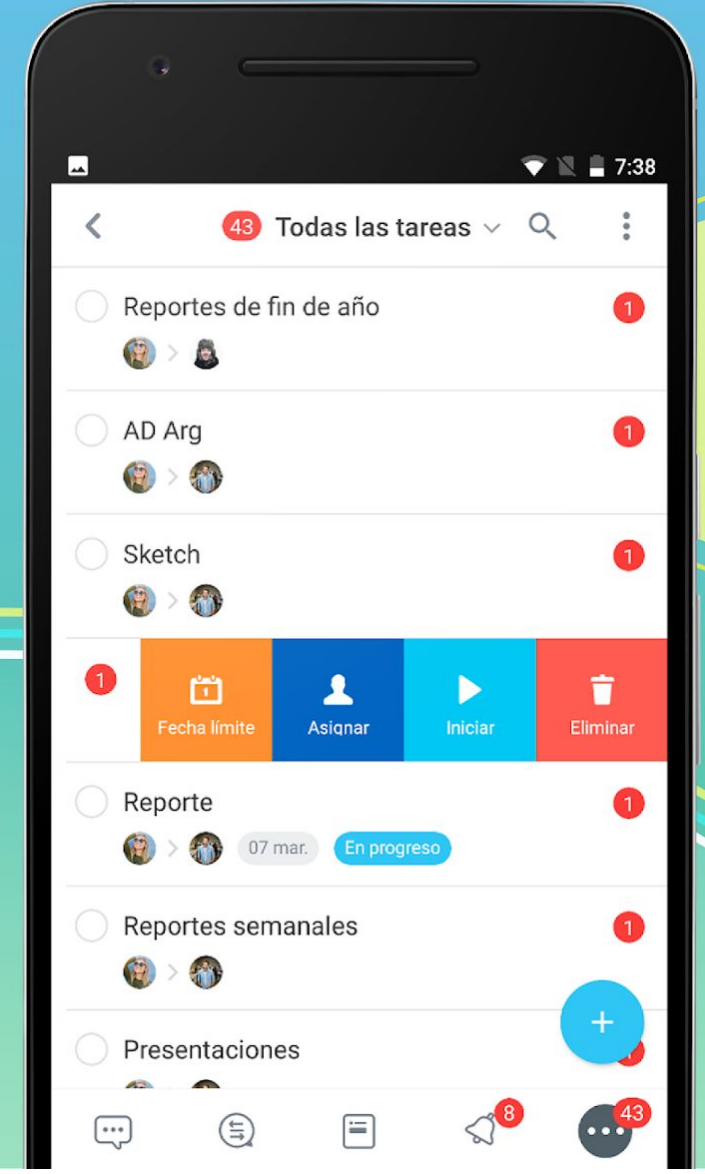 7:38
43 Todas las tareas
Reportes de fin de año 1
AD Arg 1
Sketch 1
1
1 Fecha límite Asignar Iniciar Eliminar
Reporte 1
07 mar. En progreso
Reportes semanales 1
+
Presentaciones
8 43